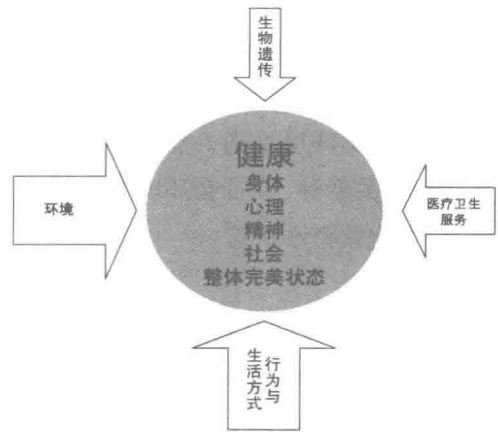 生物遗传
环境
健康
身体
心理
精神
社会
整体完美状态
医疗卫生
服务
行为与
生活方式